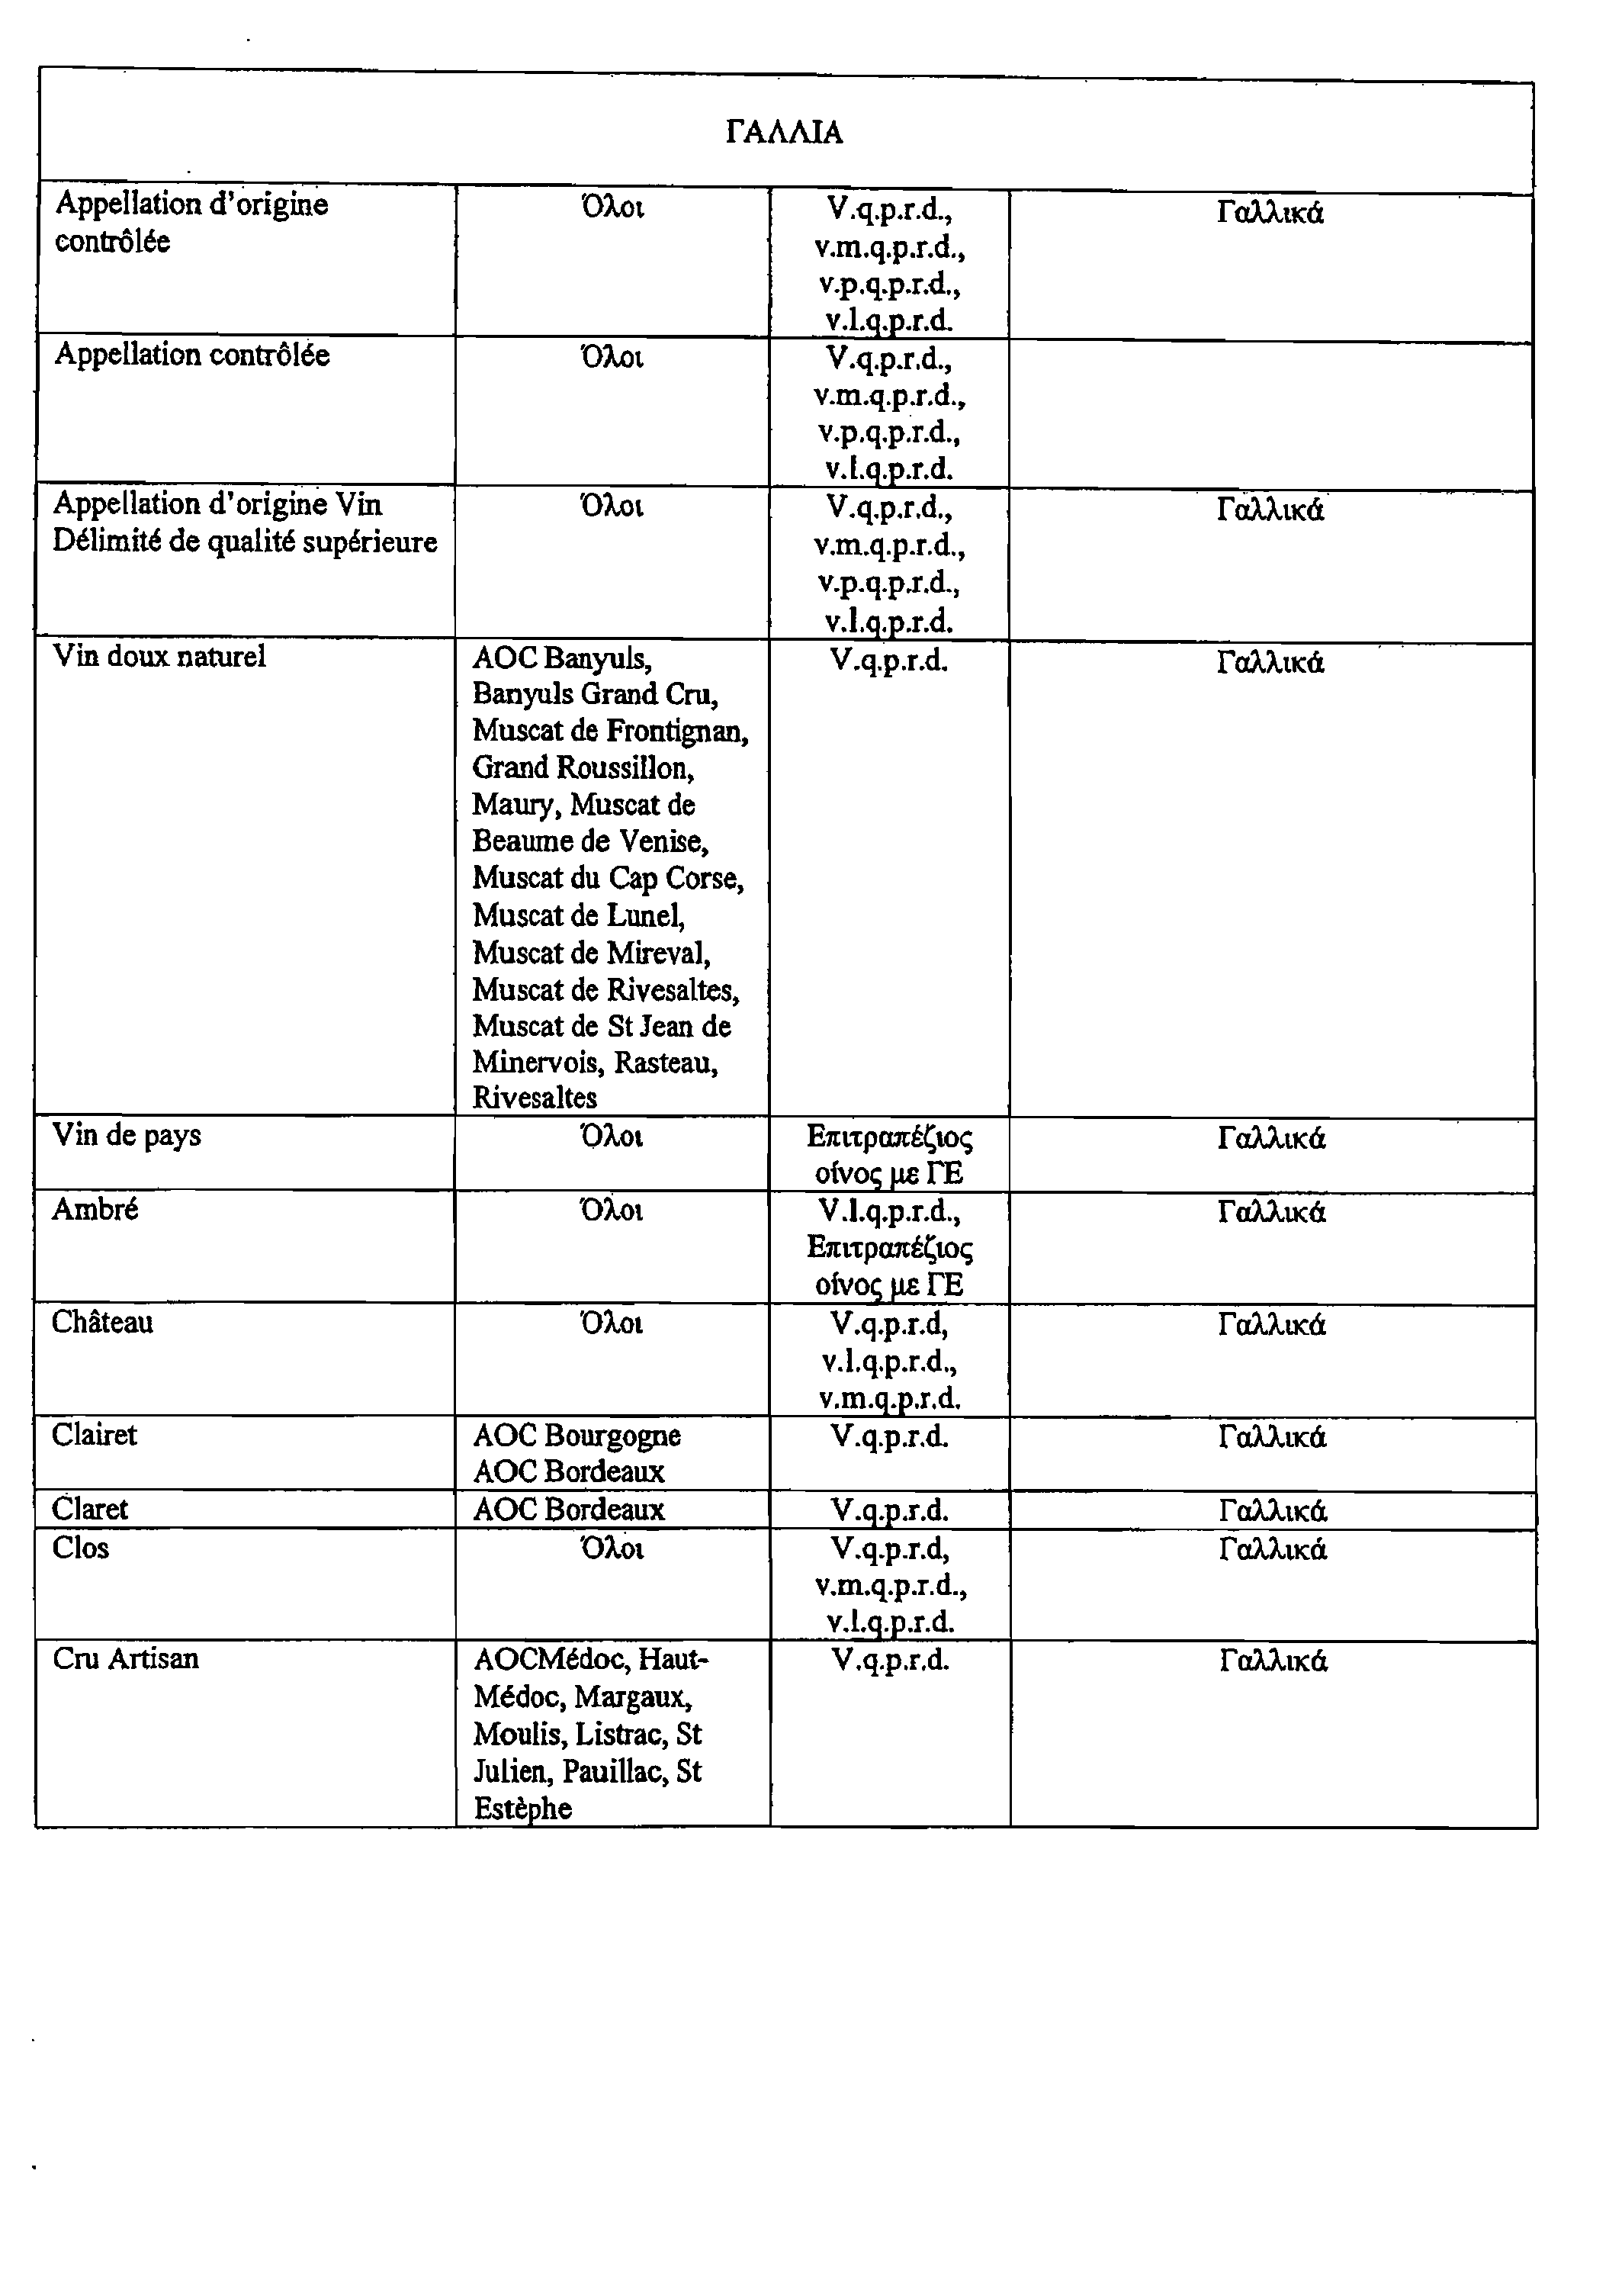 ΓΑΛΛΙΑ
Appellation d'origine
contrôlée
Όλοι
V.q.p.r.d.,
v.m.q.p.r.d.,
v.p.q.p.r.d.,
v.l.q.p.r.d.
Γαλλικά
Appellation contrôlée
Όλοι
V.q.p.r.d.,
v.m.q.p.r.d.,
v.p.q.p.r.d.,
v.l.q.p.r.d.
Appellation d'origine Vin
Délimité de qualité supérieure
Όλοι
V.q.p.r.d.,
v.m.q.p.r.d.,
v.p.q.p.r.d.,
v.l.q.p.r.d.
Γαλλικά
Vin doux naturel
AOC Banyuls,
Banyuls Grand Cru,
Muscat de Frontignan,
Grand Roussillon,
Maury, Muscat de
Beaume de Venise,
Muscat du Cap Corse,
Muscat de Lunel,
Muscat de Mireval,
Muscat de Rivesaltes,
Muscat de St Jean de
Minervois, Rasteau,
Rivesaltes
V.q.p.r.d.
Γαλλικά
Vin de pays
Όλοι
Επιτραπέζιος
οίνος με ΓΕ
Γαλλικά
Ambré
Όλοι
V.l.q.p.r.d.,
Επιτραπέζιος
οίνος με ΓΕ
Γαλλικά
Château
Όλοι
V.q.p.r.d,
v.l.q.p.r.d.,
v.m.q.p.r.d.
Γαλλικά
Clairet
AOC Bourgogne
AOC Bordeaux
V.q.p.r.d.
Γαλλικά
Claret
AOC Bordeaux
V.q.p.r.d.
Γαλλικά
Clos
Όλοι
V.q.p.r.d,
v.m.q.p.r.d.,
v.l.q.p.r.d.
Γαλλικά
Cru Artisan
AOCMédoc, Haut-
Médoc, Margaux,
Moulis, Listrac, St
Julien, Pauillac, St
Estèphe
V.q.p.r.d.
Γαλλικά